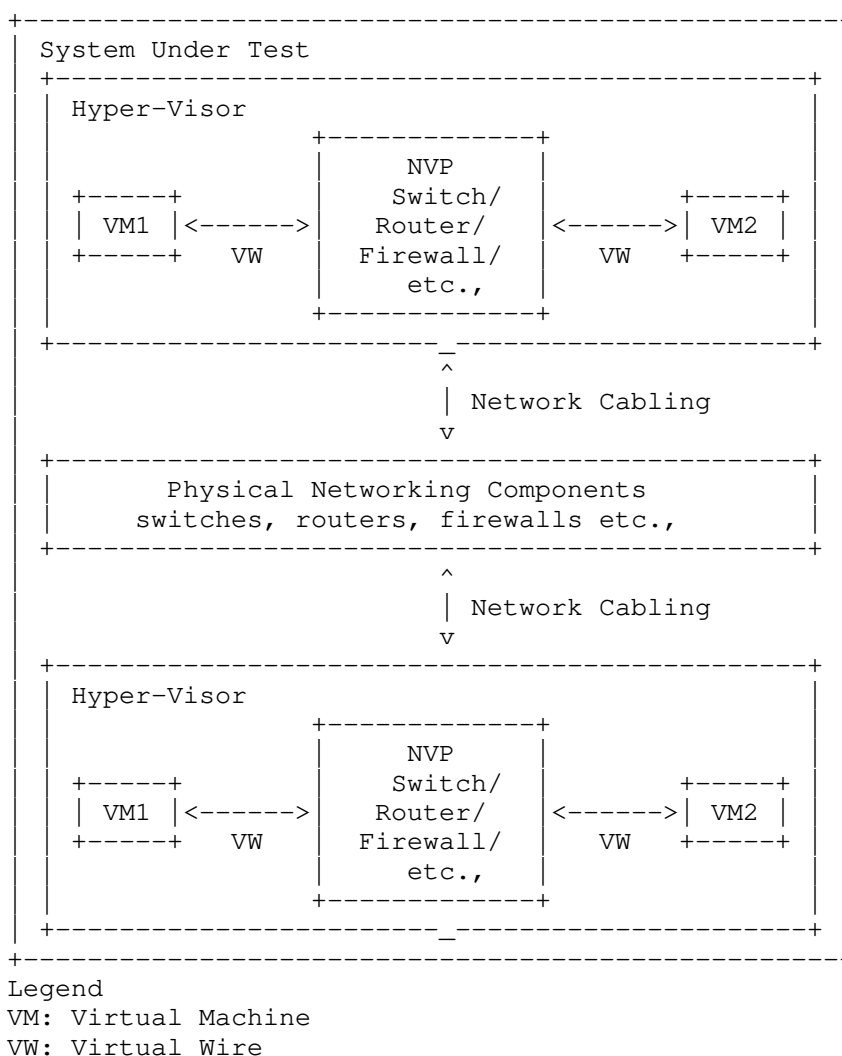 System Under Test
Hyper-Visor
NVP
Switch/
VM1 <------> Router/ <------> VM2
VW Firewall/ VW
etc.,
^
| Network Cabling
v
Physical Networking Components
switches, routers, firewalls etc.,
^
| Network Cabling
v
Hyper-Visor
NVP
Switch/
VM1 <------> Router/ <------> VM2
VW Firewall/ VW
etc.,
Legend
VM: Virtual Machine
VW: Virtual Wire